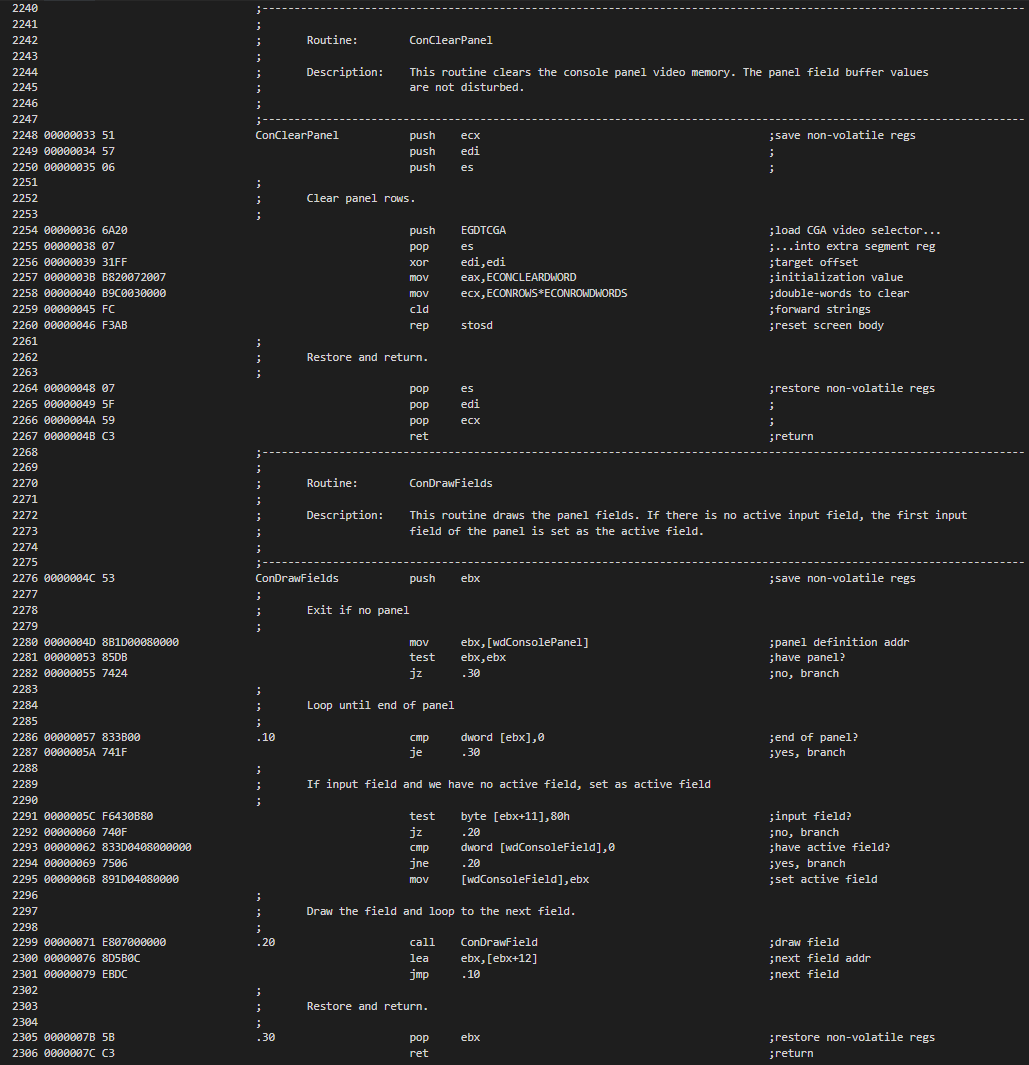 2240                                  ;-----------------------------------------------------------------------------------------------------------------------
2241                                  ;
2242                                  ;       Routine:        ConClearPanel
2243                                  ;
2244                                  ;       Description:    This routine clears the console panel video memory. The panel field buffer values
2245                                  ;                       are not disturbed.
2246                                  ;
2247                                  ;-----------------------------------------------------------------------------------------------------------------------
2248 00000033 51                      ConClearPanel           push    ecx                                             ;save non-volatile regs
2249 00000034 57                                              push    edi                                             ;
2250 00000035 06                                              push    es                                              ;
2251                                  ;
2252                                  ;       Clear panel rows.
2253                                  ;
2254 00000036 6A20                                            push    EGDTCGA                                         ;load CGA video selector...
2255 00000038 07                                              pop     es                                              ;...into extra segment reg
2256 00000039 31FF                                            xor     edi,edi                                         ;target offset
2257 0000003B B820072007                                      mov     eax,ECONCLEARDWORD                              ;initialization value
2258 00000040 B9C0030000                                      mov     ecx,ECONROWS*ECONROWDWORDS                      ;double-words to clear
2259 00000045 FC                                              cld                                                     ;forward strings
2260 00000046 F3AB                                            rep     stosd                                           ;reset screen body
2261                                  ;
2262                                  ;       Restore and return.
2263                                  ;
2264 00000048 07                                              pop     es                                              ;restore non-volatile regs
2265 00000049 5F                                              pop     edi                                             ;
2266 0000004A 59                                              pop     ecx                                             ;
2267 0000004B C3                                              ret                                                     ;return
2268                                  ;-----------------------------------------------------------------------------------------------------------------------
2269                                  ;
2270                                  ;       Routine:        ConDrawFields
2271                                  ;
2272                                  ;       Description:    This routine draws the panel fields. If there is no active input field, the first input
2273                                  ;                       field of the panel is set as the active field.
2274                                  ;
2275                                  ;-----------------------------------------------------------------------------------------------------------------------
2276 0000004C 53                      ConDrawFields           push    ebx                                             ;save non-volatile regs
2277                                  ;
2278                                  ;       Exit if no panel
2279                                  ;
2280 0000004D 8B1D00080000                                    mov     ebx,[wdConsolePanel]                            ;panel definition addr
2281 00000053 85DB                                            test    ebx,ebx                                         ;have panel?
2282 00000055 7424                                            jz      .30                                             ;no, branch
2283                                  ;
2284                                  ;       Loop until end of panel
2285                                  ;
2286 00000057 833B00                  .10                     cmp     dword [ebx],0                                   ;end of panel?
2287 0000005A 741F                                            je      .30                                             ;yes, branch
2288                                  ;
2289                                  ;       If input field and we have no active field, set as active field
2290                                  ;
2291 0000005C F6430B80                                        test    byte [ebx+11],80h                               ;input field?
2292 00000060 740F                                            jz      .20                                             ;no, branch
2293 00000062 833D0408000000                                  cmp     dword [wdConsoleField],0                        ;have active field?
2294 00000069 7506                                            jne     .20                                             ;yes, branch
2295 0000006B 891D04080000                                    mov     [wdConsoleField],ebx                            ;set active field
2296                                  ;
2297                                  ;       Draw the field and loop to the next field.
2298                                  ;
2299 00000071 E807000000              .20                     call    ConDrawField                                    ;draw field
2300 00000076 8D5B0C                                          lea     ebx,[ebx+12]                                    ;next field addr
2301 00000079 EBDC                                            jmp     .10                                             ;next field
2302                                  ;
2303                                  ;       Restore and return.
2304                                  ;
2305 0000007B 5B                      .30                     pop     ebx                                             ;restore non-volatile regs
2306 0000007C C3                                              ret                                                     ;return